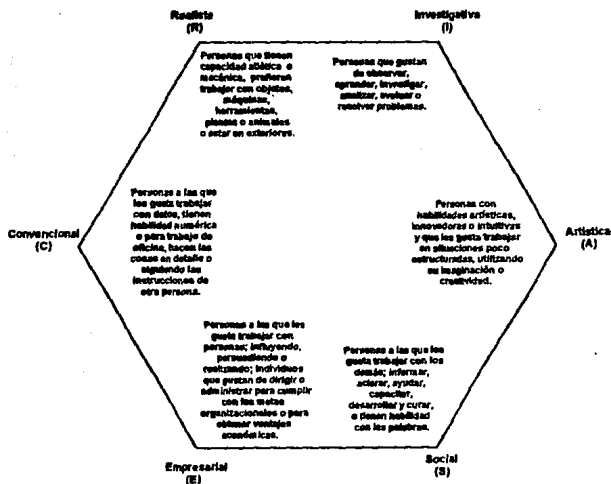 Realista
(R)
Investigativa
(I)
Personas que tienen
capacidad atlética o
mecánica, prefieren
trabajar con objetos,
máquinas,
herramientas,
plantas o animales
o estar en exteriores.
Personas que gustan
de observar,
aprender, investigar,
analizar, evaluar o
resolver problemas.
Convencional
(C)
Personas a las que
les gusta trabajar
con datos, tienen
habilidad numérica
o para trabajo de
oficina, hacen las
cosas en detalle o
siguiendo las
instrucciones de
otra persona.
Personas con
habilidades artísticas,
innovadoras o intuitivas
y que les gusta trabajar
en situaciones poco
estructuradas, utilizando
su imaginación o
creatividad.
Artística
(A)
Personas a las que les
gusta trabajar con
personas; influyendo,
persuadiendo o
realizando; individuos
que gustan de dirigir o
administrar para cumplir
con las metas
organizacionales o para
obtener ventajas
económicas.
Personas a las que les
gusta trabajar con los
demás; informar,
aclarar, ayudar,
capacitar,
desarrollar y curar,
o tienen habilidad
con las palabras.
Empresarial
(E)
Social
(S)